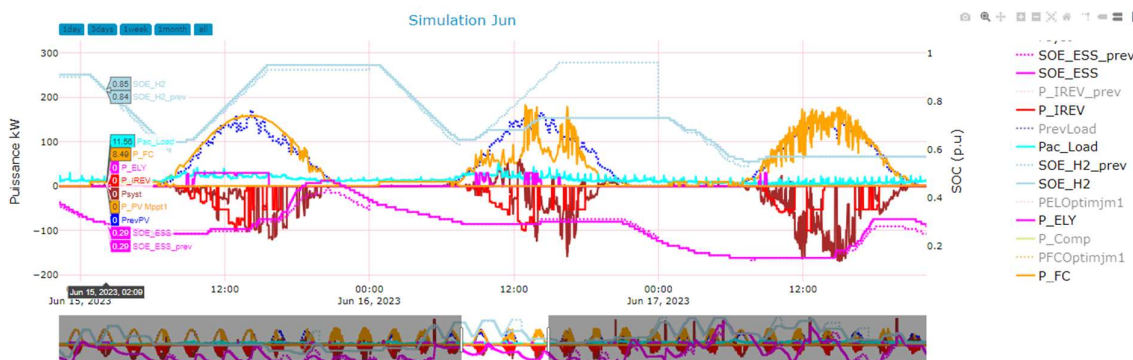 Simulation Jun
1day 3days 1week 1month all
Puissance kW
300
200
100
0
−100
−200
1
0.8
0.6
0.4
0.2
SOC (r.u)
0.85 SOE_H2
0.84 SOE_H2_prev
11.56 Pac_Load
8.49 P_FC
0 P_ELY
0 P_IREV
0 Psyst
0 P_PV Mppt1
0 PrevPV
0.29 SOE_ESS
0.29 SOE_ESS_prev
Jun 15, 2023, 02:09
12:00
00:00
12:00
00:00
12:00
Jun 15, 2023
Jun 16, 2023
Jun 17, 2023
SOE_ESS_prev
SOE_ESS
P_IREV_prev
P_IREV
PrevLoad
Pac_Load
SOE_H2_prev
SOE_H2
PELOptimjm1
P_ELY
P_Comp
PFCOptimjm1
P_FC